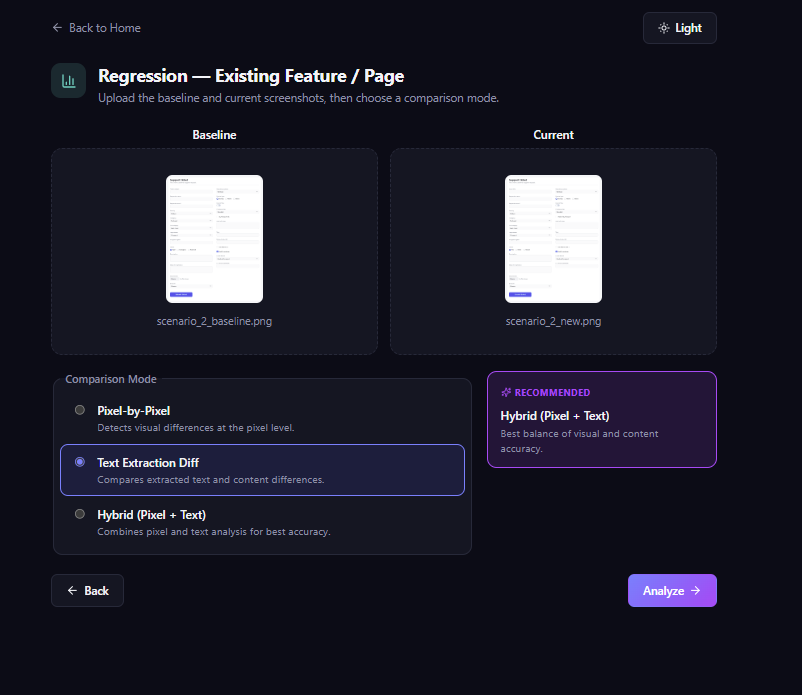 Back to Home
Light
Regression — Existing Feature / Page
Upload the baseline and current screenshots, then choose a comparison mode.
Baseline
Current
scenario_2_baseline.png
scenario_2_new.png
Comparison Mode
Pixel-by-Pixel
Detects visual differences at the pixel level.
Text Extraction Diff
Compares extracted text and content differences.
Hybrid (Pixel + Text)
Combines pixel and text analysis for best accuracy.
RECOMMENDED
Hybrid (Pixel + Text)
Best balance of visual and content
accuracy.
Back
Analyze